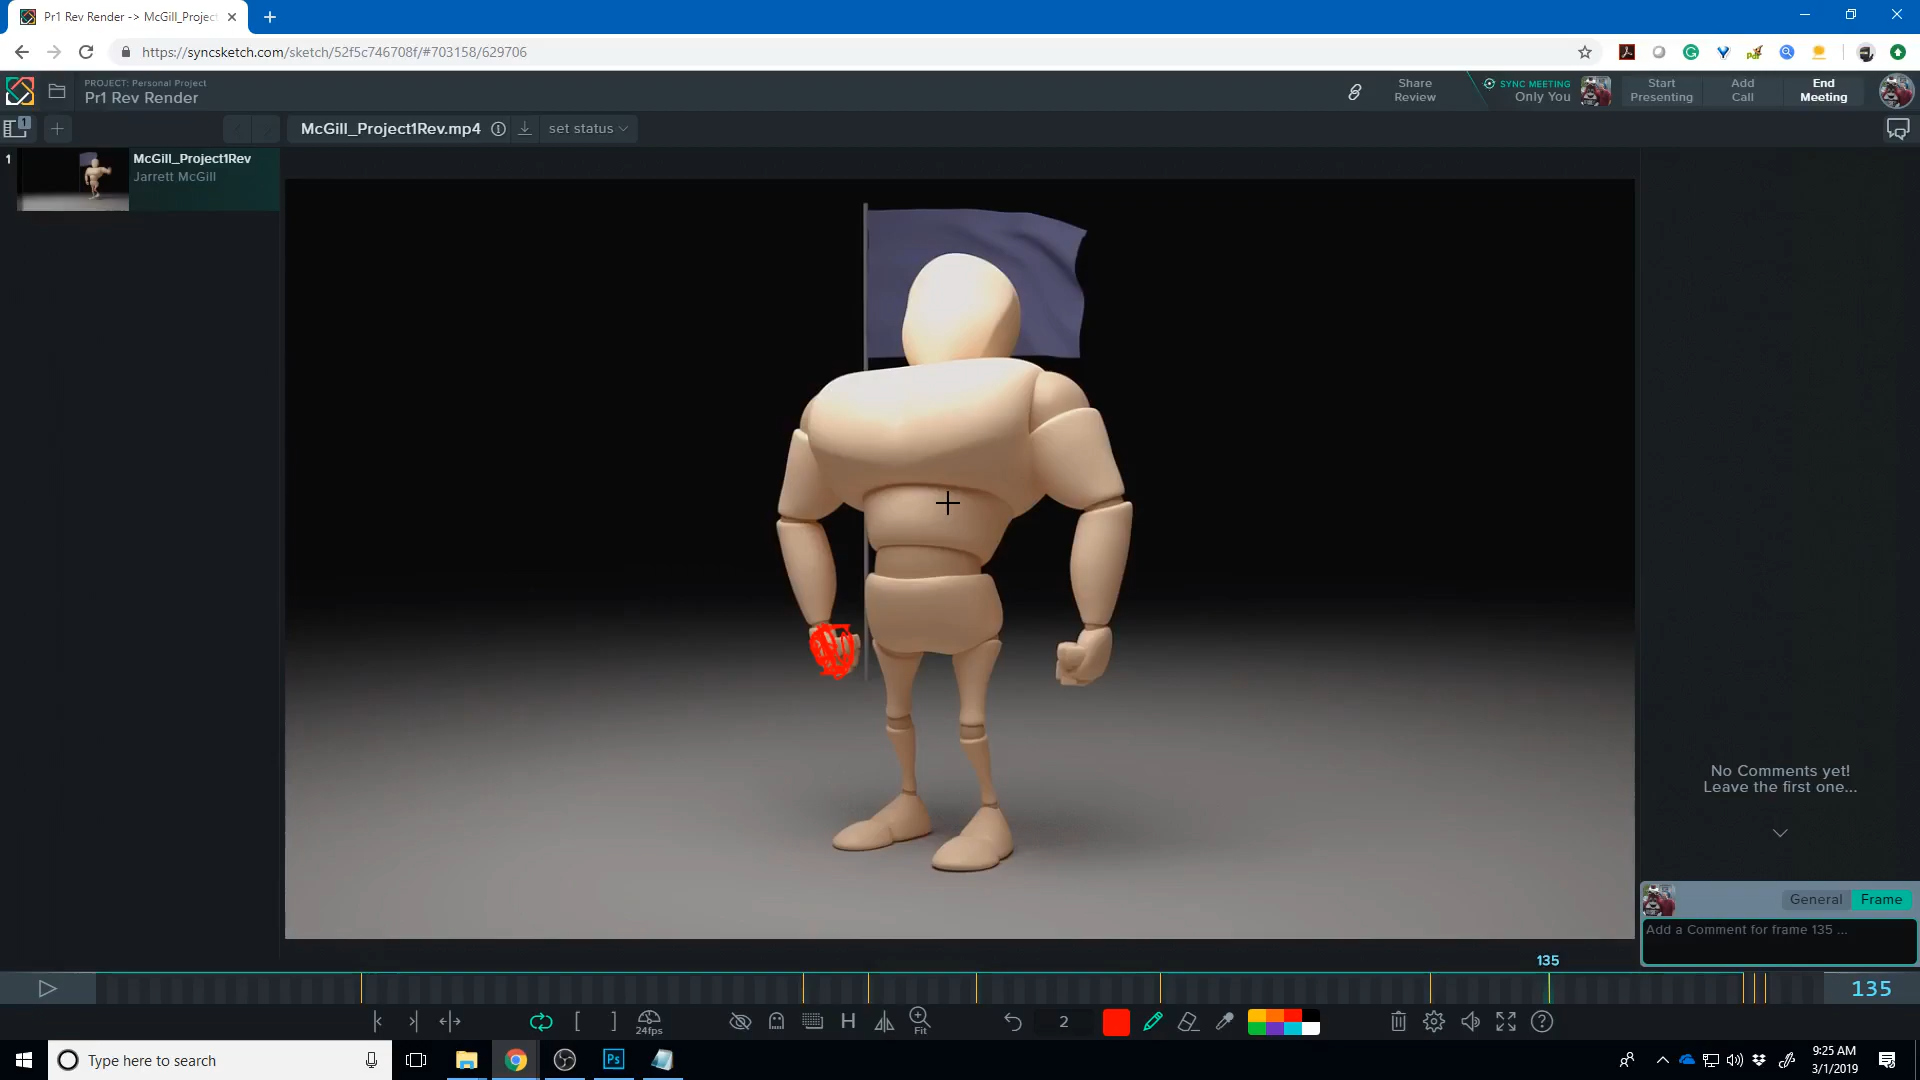 Pr1 Rev Render -> McGill_Project
https://syncsketch.com/sketch/52f5c746708f/#703158/629706
PROJECT: Personal Project
Pr1 Rev Render
Share
Review
SYNC MEETING
Only You
Start
Presenting
Add
Call
End
Meeting
1
McGill_Project1Rev.mp4
set status
1
McGill_Project1Rev
Jarrett McGill
No Comments yet!
Leave the first one...
General
Frame
Add a Comment for frame 135 ...
135
135
24fps
H
Fit
2
Type here to search
Ps
9:25 AM
3/1/2019